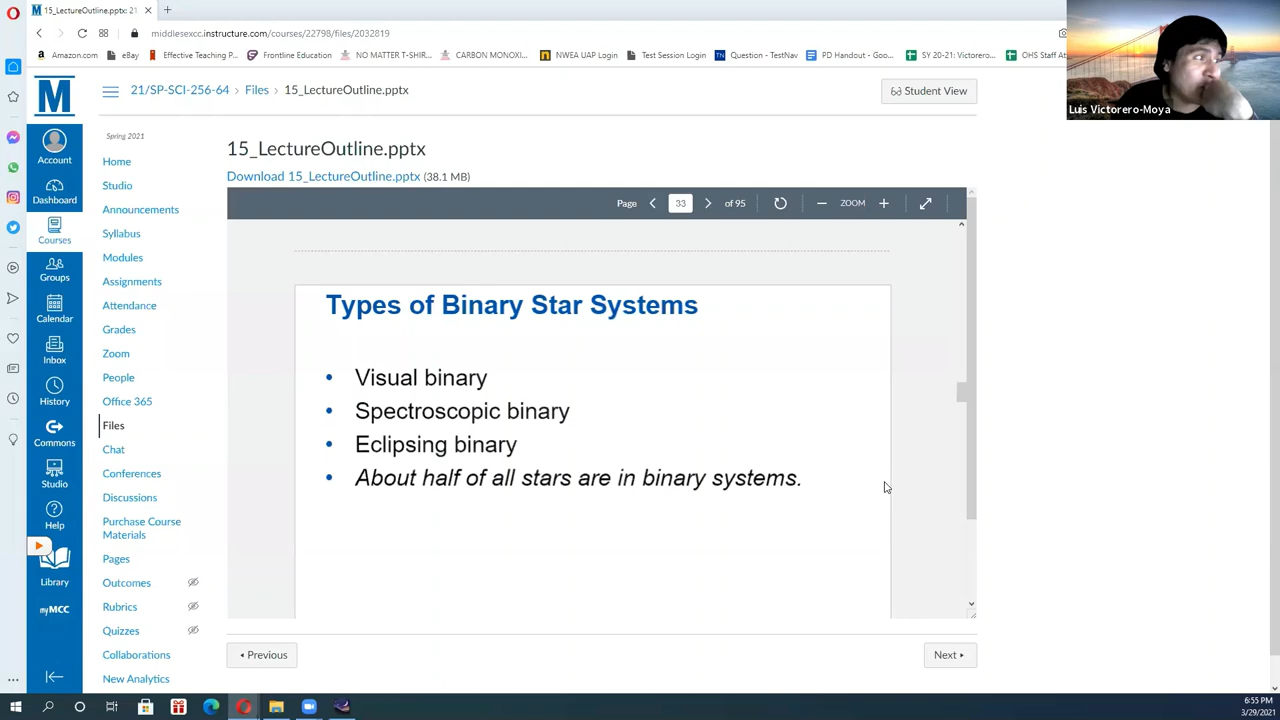 15_LectureOutline.pptx: 21
middlesexcc.instructure.com/courses/22798/files/2032819
Amazon.com
eBay
Effective Teaching P...
Frontline Education
NO MATTER T-SHIR...
CARBON MONOXI...
NWEA UAP Login
Test Session Login
Question - TestNav
PD Handout - Goo...
SY 20-21: Victorero...
OHS Staff At
Luis Victorero-Moya
M
21/SP-SCI-256-64 › Files › 15_LectureOutline.pptx
Student View
Account
Dashboard
Courses
Groups
Calendar
Inbox
History
Commons
Studio
Help
Library
myMCC
Spring 2021
Home
Studio
Announcements
Syllabus
Modules
Assignments
Attendance
Grades
Zoom
People
Office 365
Files
Chat
Conferences
Discussions
Purchase Course
Materials
Pages
Outcomes
Rubrics
Quizzes
Collaborations
New Analytics
15_LectureOutline.pptx
Download 15_LectureOutline.pptx (38.1 MB)
Page 33 of 95 ZOOM
Types of Binary Star Systems
• Visual binary
• Spectroscopic binary
• Eclipsing binary
• About half of all stars are in binary systems.
Previous
Next
6:55 PM
3/29/2021